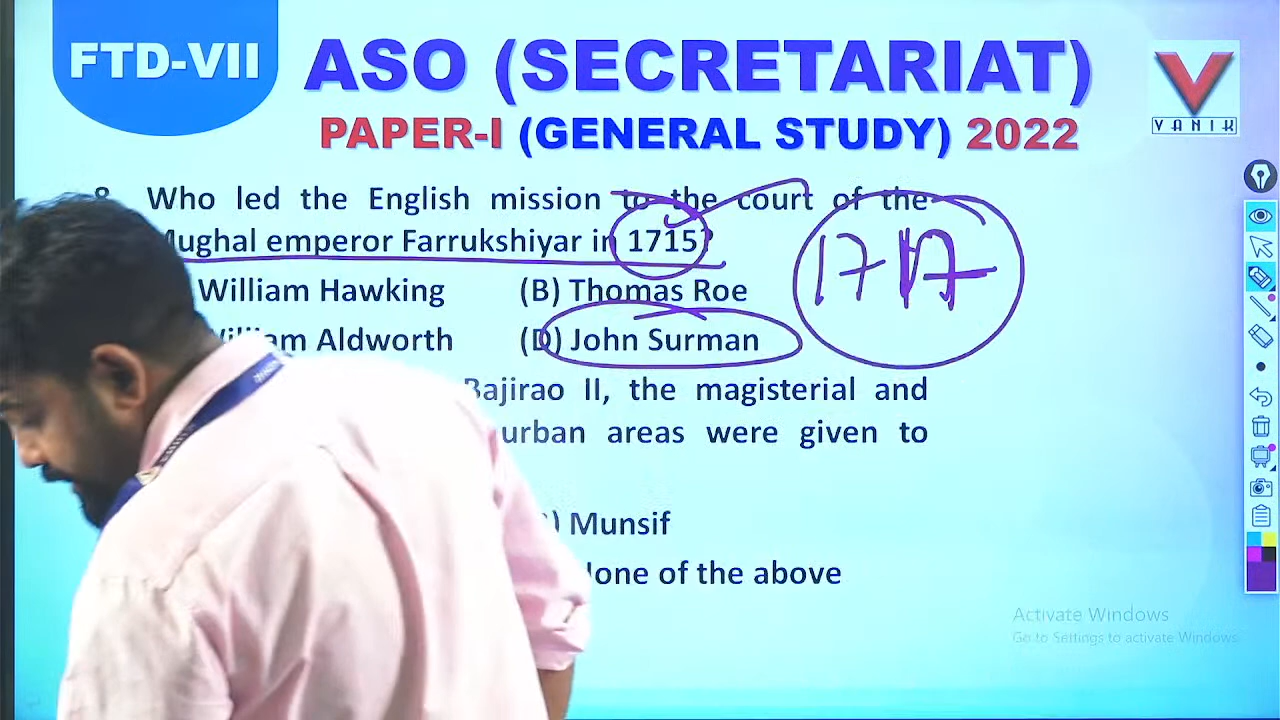 FTD-VII
ASO (SECRETARIAT)
PAPER-I (GENERAL STUDY) 2022
VANIK
8. Who led the English mission to the court of the
Mughal emperor Farrukshiyar in 1715?
1717
William Hawking (B) Thomas Roe
William Aldworth (D) John Surman
Bajirao II, the magisterial and
urban areas were given to
Munsif
None of the above
Activate Windows
Go to Settings to activate Windows.